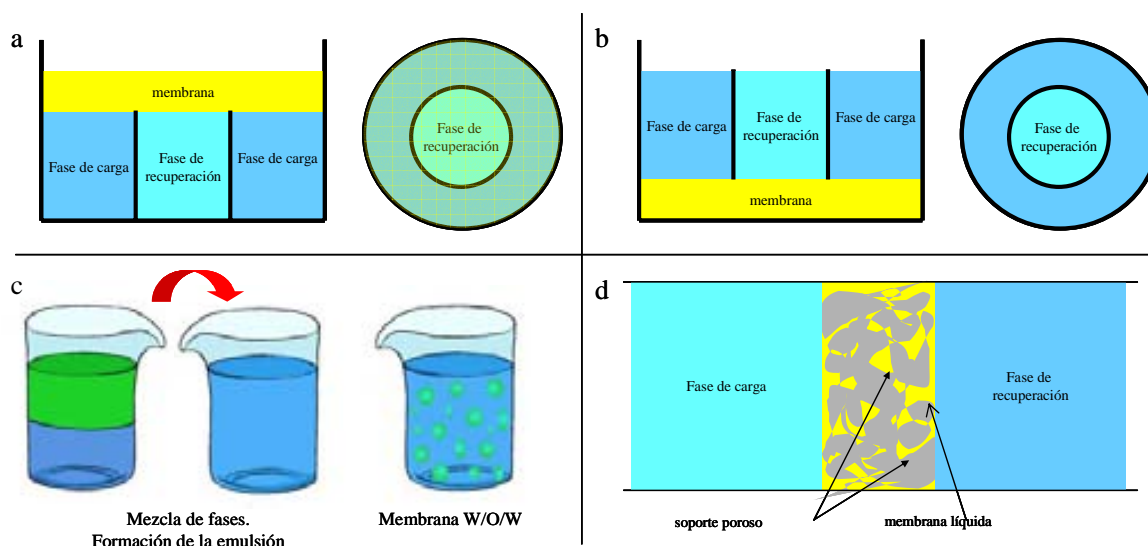 a
membrana
Fase de carga
Fase de
recuperación
Fase de carga
Fase de
recuperación
b
Fase de carga
Fase de
recuperación
Fase de carga
membrana
Fase de
recuperación
c
Mezcla de fases.
Formación de la emulsión
Membrana W/O/W
d
Fase de carga
Fase de
recuperación
soporte poroso
membrana líquida